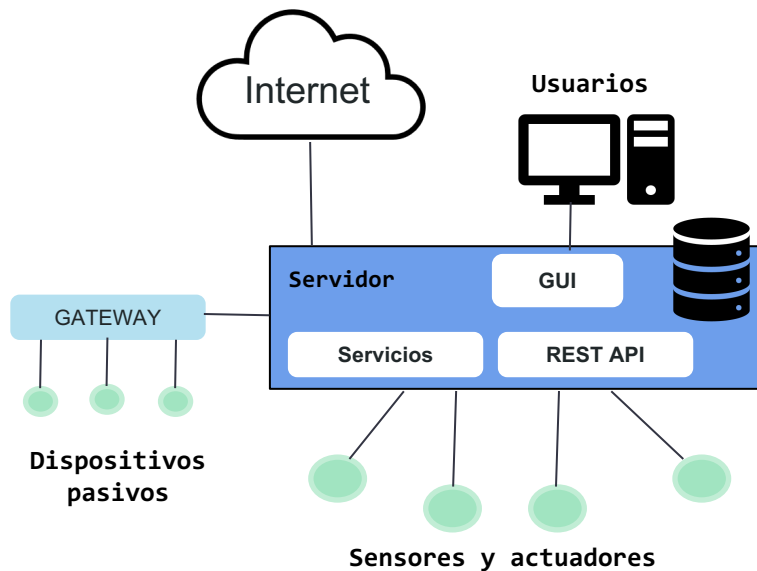 Internet
Usuarios
Servidor
GUI
GATEWAY
Servicios
REST API
Dispositivos
pasivos
Sensores y actuadores